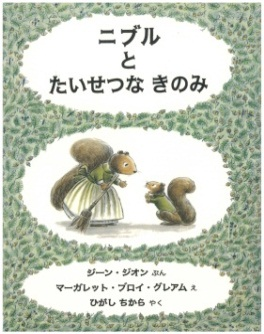 ニブル
と
たいせつな きのみ
ジーン・ジオン ぶん
マーガレット・ブロイ・グレアム え
ひがし ちから やく